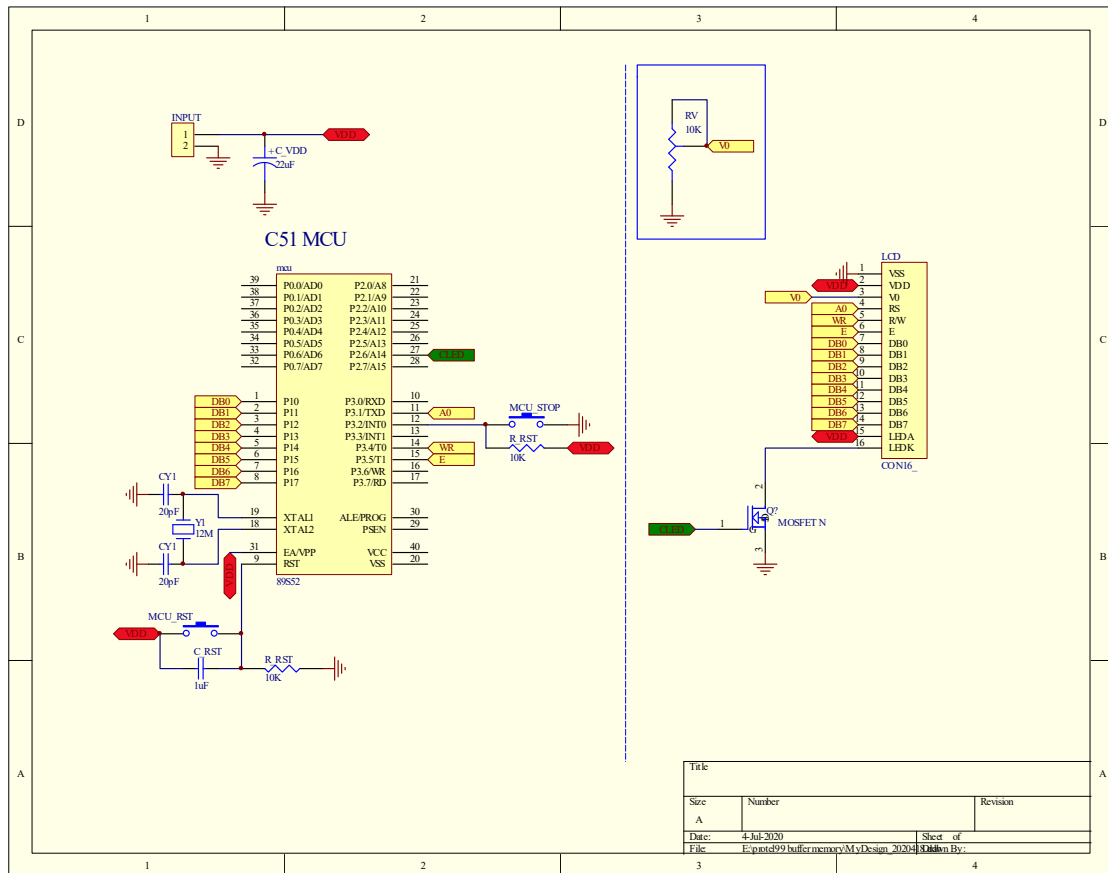 1 2 3 4
D D
INPUT
1
2
VDD
+ C_VDD
22uF
RV
10K
V0
C51 MCU
mcu
39 P0.0/AD0 P2.0/A8 21
38 P0.1/AD1 P2.1/A9 22
37 P0.2/AD2 P2.2/A10 23
36 P0.3/AD3 P2.3/A11 24
35 P0.4/AD4 P2.4/A12 25
34 P0.5/AD5 P2.5/A13 26
33 P0.6/AD6 P2.6/A14 27 CLED
32 P0.7/AD7 P2.7/A15 28
DB0 1 P10 P3.0/RXD 10
DB1 2 P11 P3.1/TXD 11 A0
DB2 3 P12 P3.2/INT0 12
DB3 4 P13 P3.3/INT1 13
DB4 5 P14 P3.4/T0 14 WR
DB5 6 P15 P3.5/T1 15 E
DB6 7 P16 P3.6/WR 16
DB7 8 P17 P3.7/RD 17
19 XTAL1 ALE/PROG 30
18 XTAL2 PSEN 29
31 EA/VPP VCC 40
9 RST VSS 20
89S52
MCU_STOP
R_RST
10K
VDD
CY1
20pF
Y1
12M
CY1
20pF
VDD
MCU_RST
VDD
C_RST
1uF
R_RST
10K
LCD
1 VSS
VDD 2 VDD
V0 3 V0
A0 4 RS
WR 5 R/W
E 6 E
DB0 7 DB0
DB1 8 DB1
DB2 9 DB2
DB3 10 DB3
DB4 11 DB4
DB5 12 DB5
DB6 13 DB6
DB7 14 DB7
VDD 15 LEDA
16 LEDK
CON16_
2
Q?
MOSFET N
CLED 1
G
3
C C
B B
A A
Title
Size Number Revision
A
Date: 4-Jul-2020 Sheet of
File: E:\protel99 buffer memory\MyDesign_20204 Drawn By:
1 2 3 4